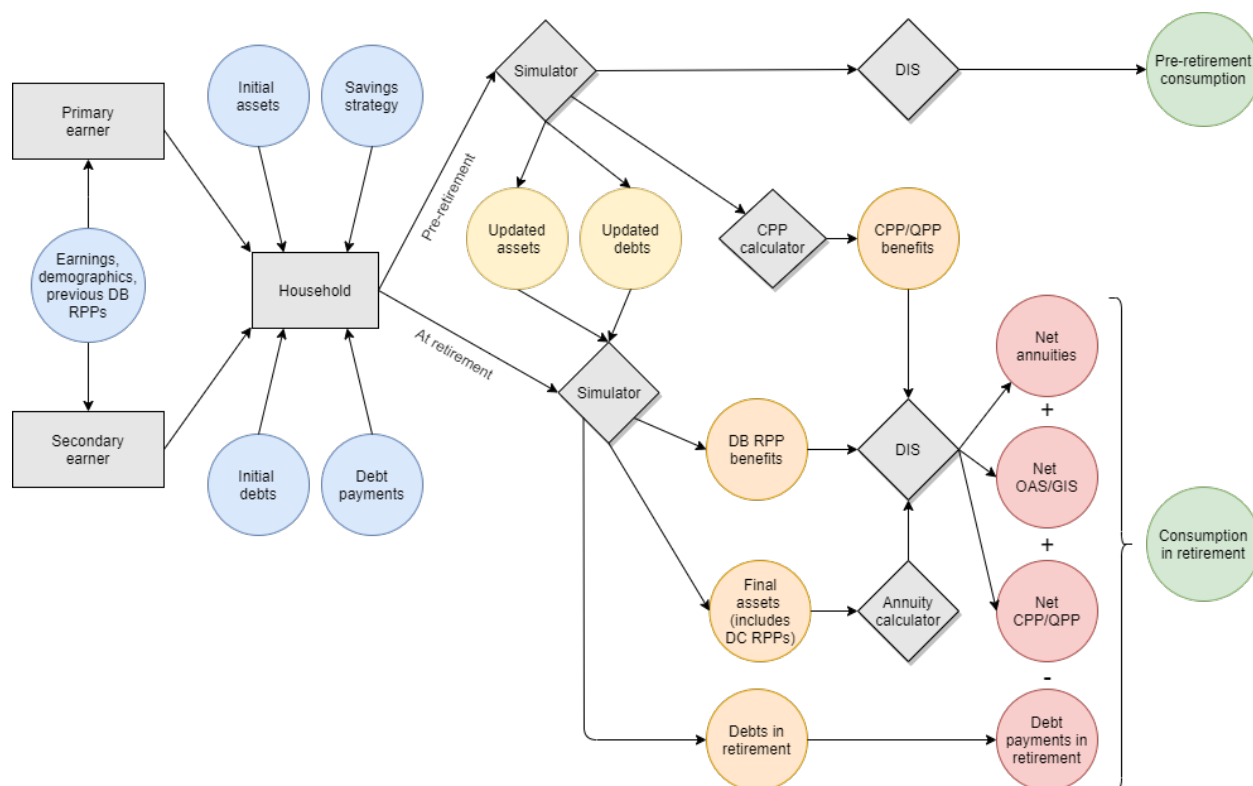 Primary
earner
Earnings,
demographics,
previous DB
RPPs
Secondary
earner
Initial
assets
Savings
strategy
Household
Initial
debts
Debt
payments
Pre-retirement
At retirement
Simulator
DIS
Pre-retirement
consumption
Updated
assets
Updated
debts
CPP
calculator
CPP/QPP
benefits
Simulator
DB RPP
benefits
DIS
Final
assets
(includes
DC RPPs)
Annuity
calculator
Debts in
retirement
Net
annuities
+
Net
OAS/GIS
+
Net
CPP/QPP
-
Debt
payments in
retirement
Consumption
in retirement